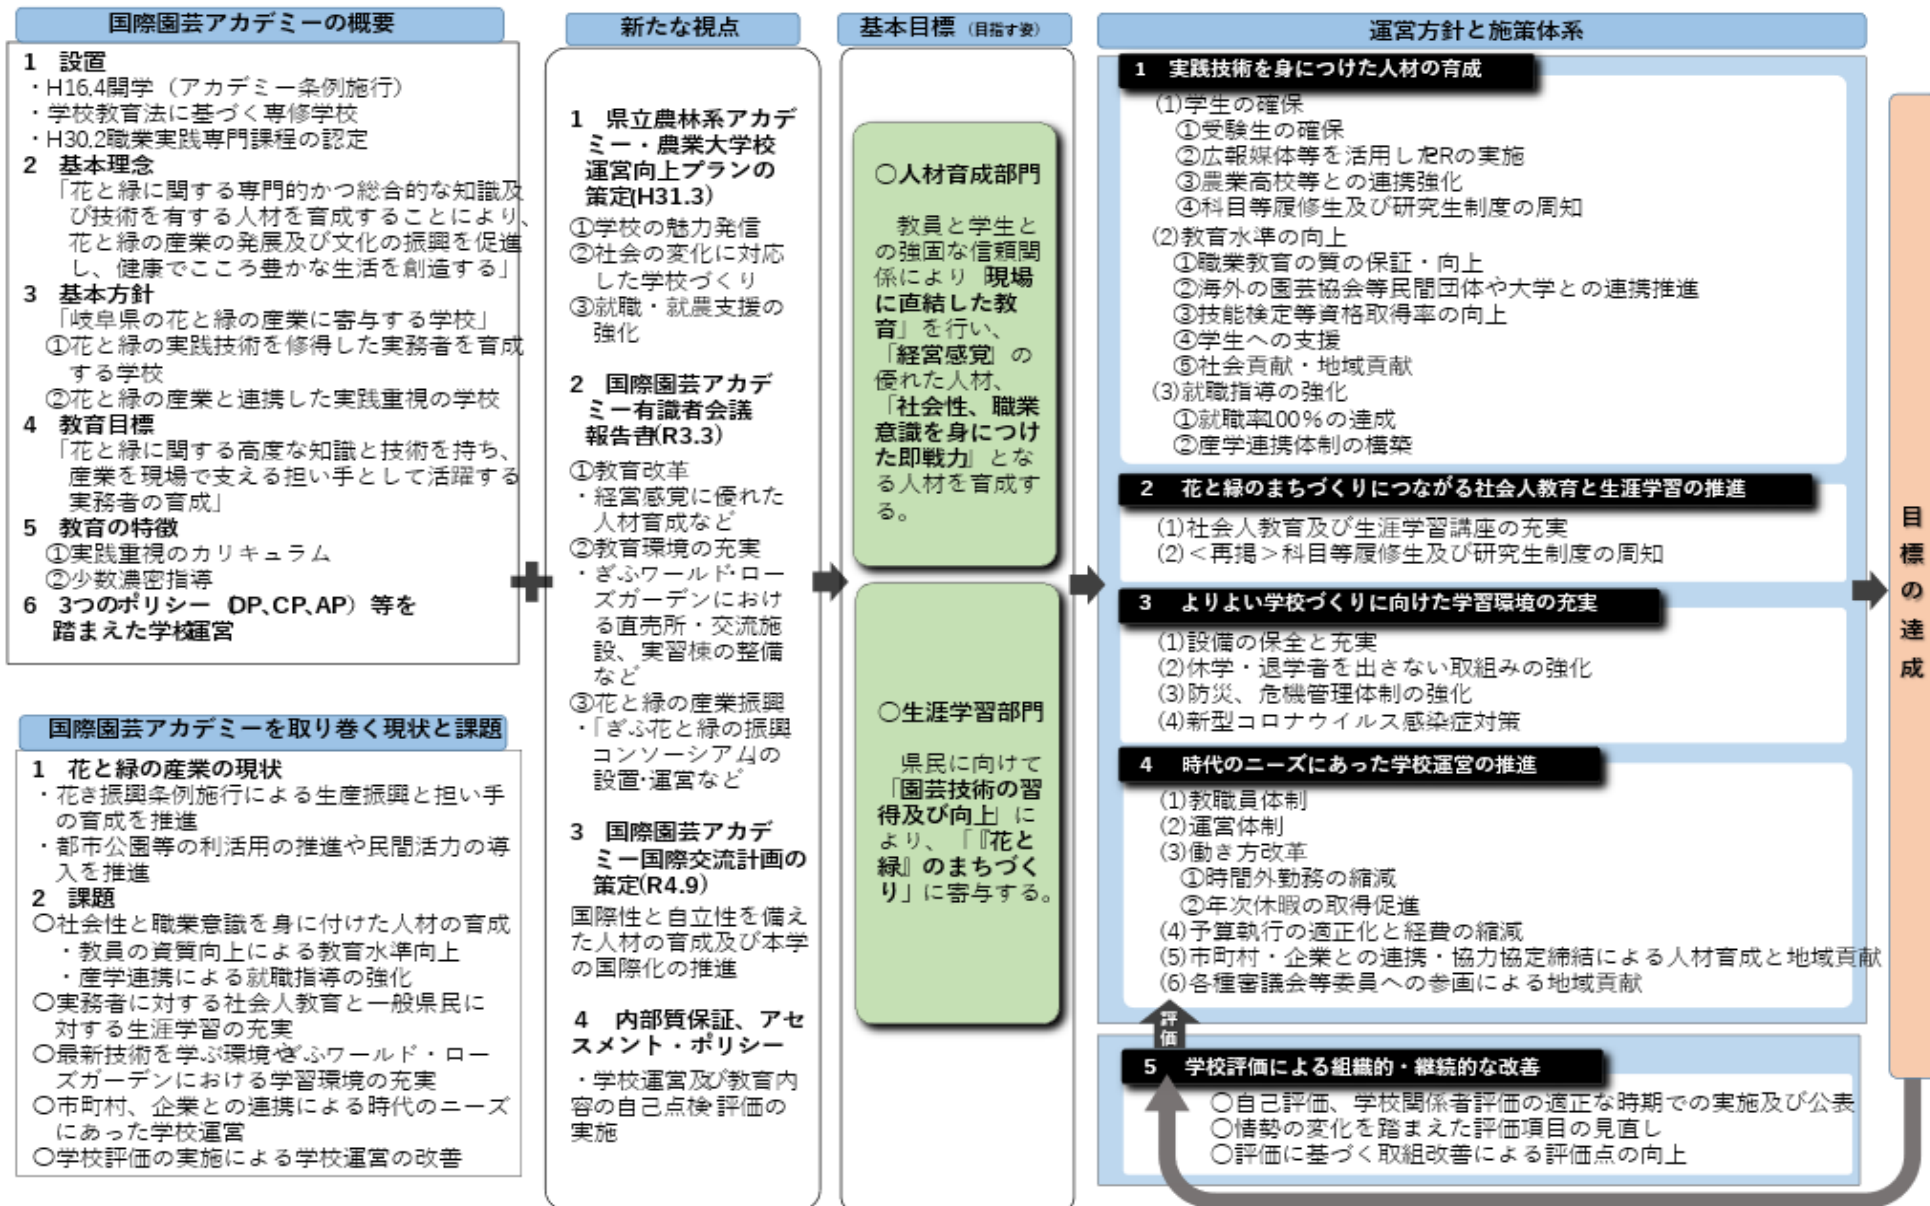 国際園芸アカデミーの概要
1 設置
・H16.4開学（アカデミー条例施行）
・学校教育法に基づく専修学校
・H30.2職業実践専門課程の認定
2 基本理念
「花と緑に関する専門的かつ総合的な知識及
び技術を有する人材を育成することにより、
花と緑の産業の発展及び文化の振興を促進
し、健康でこころ豊かな生活を創造する」
3 基本方針
「岐阜県の花と緑の産業に寄与する学校」
①花と緑の実践技術を修得した実務者を育成
する学校
②花と緑の産業と連携した実践重視の学校
4 教育目標
「花と緑に関する高度な知識と技術を持ち、
産業を現場で支える担い手として活躍する
実務者の育成」
5 教育の特徴
①実践重視のカリキュラム
②少数濃密指導
6 3つのポリシー（DP、CP、AP）等を
踏まえた学校運営
国際園芸アカデミーを取り巻く現状と課題
1 花と緑の産業の現状
・花き振興条例施行による生産振興と担い手
の育成を推進
・都市公園等の利活用の推進や民間活力の導
入を推進
2 課題
○社会性と職業意識を身に付けた人材の育成
・教員の資質向上による教育水準向上
・産学連携による就職指導の強化
○実務者に対する社会人教育と一般県民に
対する生涯学習の充実
○最新技術を学ぶ環境やぎふワールド・ロー
ズガーデンにおける学習環境の充実
○市町村、企業との連携による時代のニーズ
にあった学校運営
○学校評価の実施による学校運営の改善
新たな視点
1 県立農林系アカデ
ミー・農業大学校
運営向上プランの
策定(H31.3)
①学校の魅力発信
②社会の変化に対応
した学校づくり
③就職・就農支援の
強化
2 国際園芸アカデ
ミー有識者会議
報告書(R3.3)
①教育改革
・経営感覚に優れた
人材育成など
②教育環境の充実
・ぎふワールド・ロー
ズガーデンにおけ
る直売所・交流施
設、実習棟の整備
など
③花と緑の産業振興
・「ぎふ花と緑の振興
コンソーシアム」の
設置・運営など
3 国際園芸アカデ
ミー国際交流計画の
策定(R4.9)
国際性と自立性を備え
た人材の育成及び本学
の国際化の推進
4 内部質保証、アセ
スメント・ポリシー
・学校運営及び教育内
容の自己点検評価の
実施
基本目標（目指す姿）
○人材育成部門
教員と学生と
の強固な信頼関
係により「現場
に直結した教
育」を行い、
「経営感覚」の
優れた人材、
「社会性、職業
意識を身につけ
た即戦力」とな
る人材を育成す
る。
○生涯学習部門
県民に向けて
「園芸技術の習
得及び向上」に
より、「『花と
緑』のまちづく
り」に寄与する。
運営方針と施策体系
1 実践技術を身につけた人材の育成
(1)学生の確保
①受験生の確保
②広報媒体等を活用したPRの実施
③農業高校等との連携強化
④科目等履修生及び研究生制度の周知
(2)教育水準の向上
①職業教育の質の保証・向上
②海外の園芸協会等民間団体や大学との連携推進
③技能検定等資格取得率の向上
④学生への支援
⑤社会貢献・地域貢献
(3)就職指導の強化
①就職率100%の達成
②産学連携体制の構築
2 花と緑のまちづくりにつながる社会人教育と生涯学習の推進
(1)社会人教育及び生涯学習講座の充実
(2)＜再掲＞科目等履修生及び研究生制度の周知
3 よりよい学校づくりに向けた学習環境の充実
(1)設備の保全と充実
(2)休学・退学者を出さない取組みの強化
(3)防災、危機管理体制の強化
(4)新型コロナウイルス感染症対策
4 時代のニーズにあった学校運営の推進
(1)教職員体制
(2)運営体制
(3)働き方改革
①時間外勤務の縮減
②年次休暇の取得促進
(4)予算執行の適正化と経費の縮減
(5)市町村・企業との連携・協力協定締結による人材育成と地域貢献
(6)各種審議会等委員への参画による地域貢献
評価
5 学校評価による組織的・継続的な改善
○自己評価、学校関係者評価の適正な時期での実施及び公表
○情勢の変化を踏まえた評価項目の見直し
○評価に基づく取組改善による評価点の向上
目標の達成